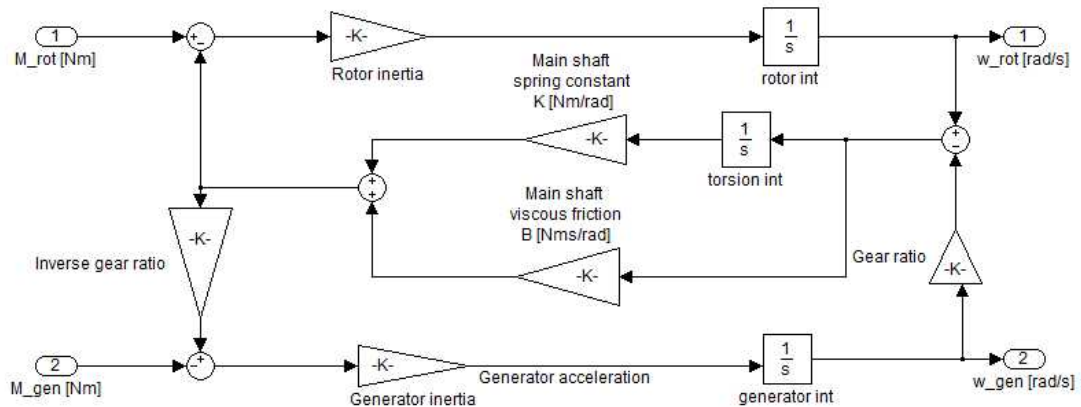 1
M_rot [Nm]
+
−
-K-
Rotor inertia
1
s
rotor int
1
w_rot [rad/s]
Main shaft
spring constant
K [Nm/rad]
-K-
1
s
torsion int
+
−
+
+
Main shaft
viscous friction
B [Nms/rad]
-K-
-K-
Inverse gear ratio
Gear ratio
-K-
2
M_gen [Nm]
−
+
-K-
Generator inertia
Generator acceleration
1
s
generator int
2
w_gen [rad/s]